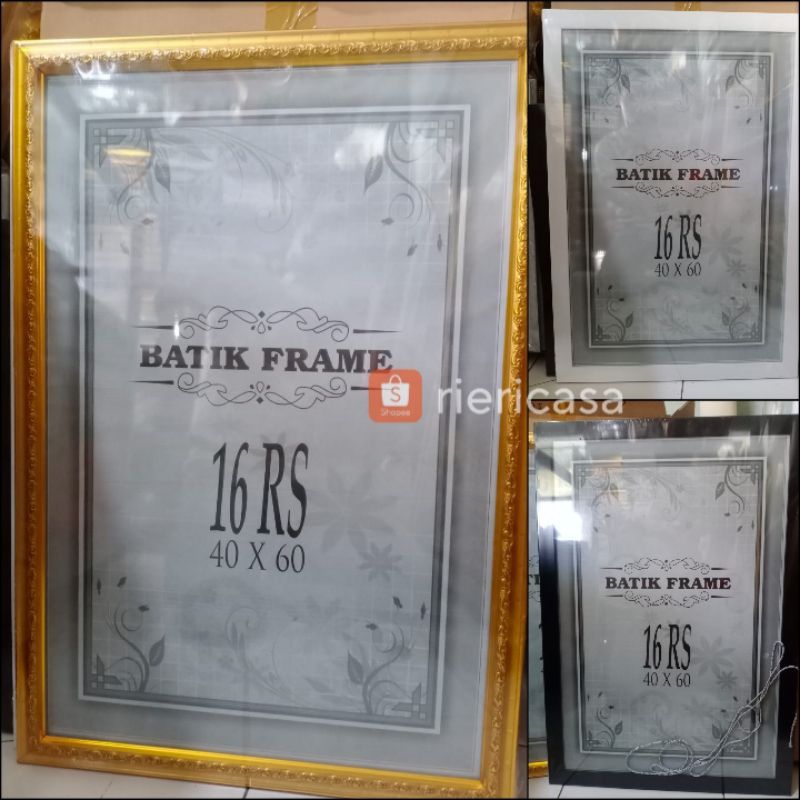 BATIK FRAME
16 RS
40 X 60
S
Shopee
riericasa
BATIK FRAME
16 RS
40 X 60
BATIK FRAME
16 RS
40 X 60